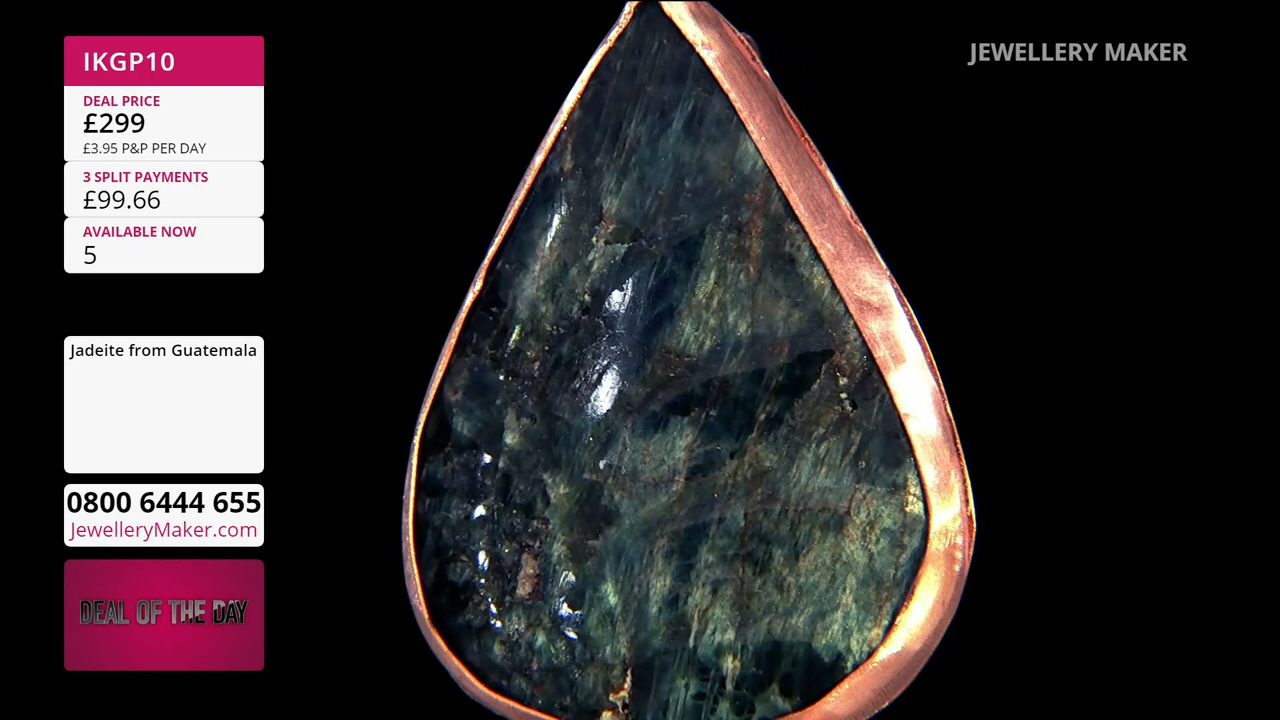 IKGP10
DEAL PRICE
£299
£3.95 P&P PER DAY
3 SPLIT PAYMENTS
£99.66
AVAILABLE NOW
5
Jadeite from Guatemala
0800 6444 655
JewelleryMaker.com
DEAL OF THE DAY
JEWELLERY MAKER